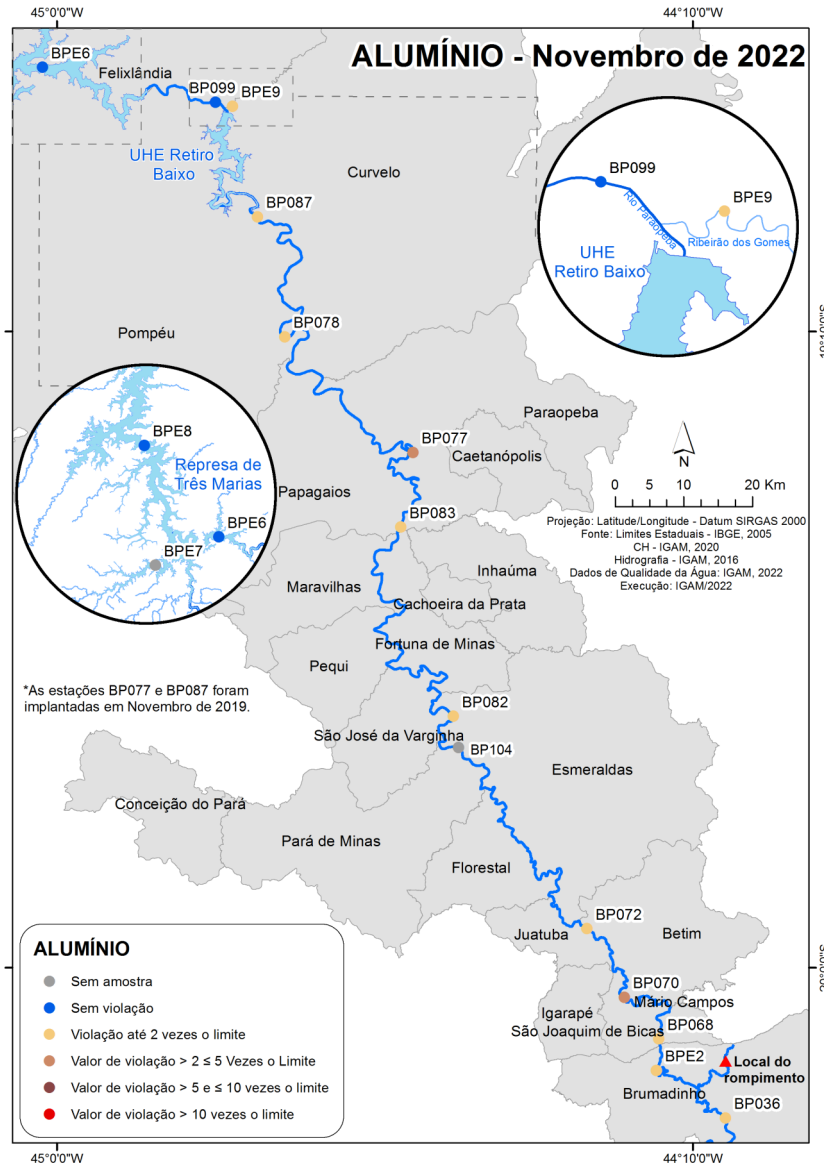 45°0'0"W
44°10'0"W
ALUMÍNIO - Novembro de 2022
BPE6
Felixlândia
BP099
BPE9
UHE Retiro
Baixo
Curvelo
BP087
BP099
BPE9
Rio Paraopeba
Ribeirão dos Gomes
UHE
Retiro Baixo
Pompéu
BP078
BPE8
Represa de
Três Marias
BPE6
BPE7
Paraopeba
BP077
Caetanópolis
Papagaios
BP083
N
0 5 10 20 Km
Projeção: Latitude/Longitude - Datum SIRGAS 2000
Fonte: Limites Estaduais - IBGE, 2005
CH - IGAM, 2020
Hidrografia - IGAM, 2016
Dados de Qualidade da Água: IGAM, 2022
Execução: IGAM/2022
Maravilhas
Inhaúma
Cachoeira da Prata
Fortuna de Minas
Pequi
*As estações BP077 e BP087 foram
implantadas em Novembro de 2019.
BP082
São José da Varginha
BP104
Esmeraldas
Conceição do Pará
Pará de Minas
Florestal
BP072
Juatuba
Betim
BP070
Mário Campos
Igarapé
São Joaquim de Bicas
BP068
BPE2
Local do
rompimento
Brumadinho
BP036
ALUMÍNIO
Sem amostra
Sem violação
Violação até 2 vezes o limite
Valor de violação > 2 ≤ 5 Vezes o Limite
Valor de violação > 5 e ≤ 10 vezes o limite
Valor de violação > 10 vezes o limite
45°0'0"W
44°10'0"W